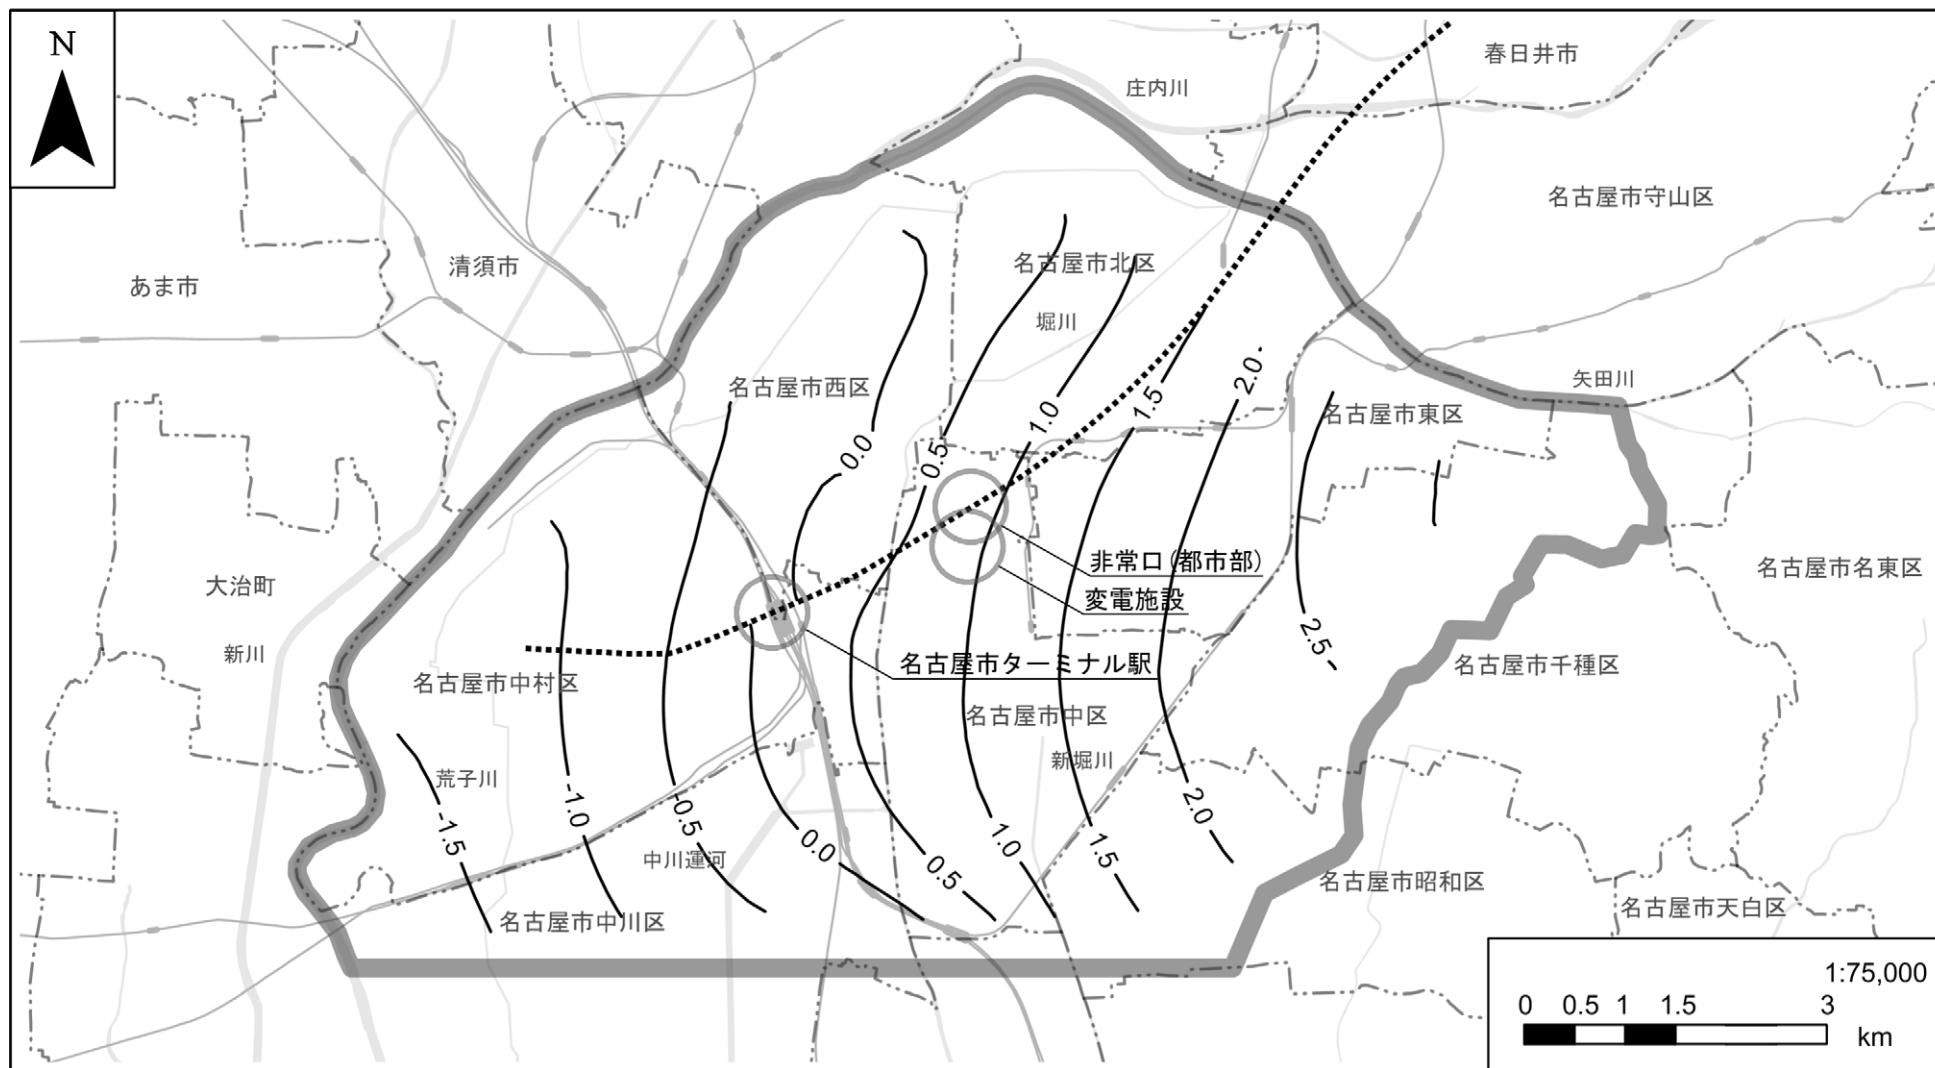 N
春日井市
庄内川
名古屋市守山区
清須市
あま市
名古屋市北区
堀川
名古屋市西区
矢田川
名古屋市東区
2.0
1.5
1.0
0.5
0.0
非常口(都市部)
変電施設
名古屋市名東区
大治町
新川
2.5
名古屋市ターミナル駅
名古屋市千種区
名古屋市中村区
名古屋市中区
新堀川
荒子川
-1.5
-1.0
-0.5
0.0
0.5
1.0
1.5
2.0
中川運河
名古屋市昭和区
名古屋市天白区
名古屋市中川区
1:75,000
0 0.5 1 1.5 3
km